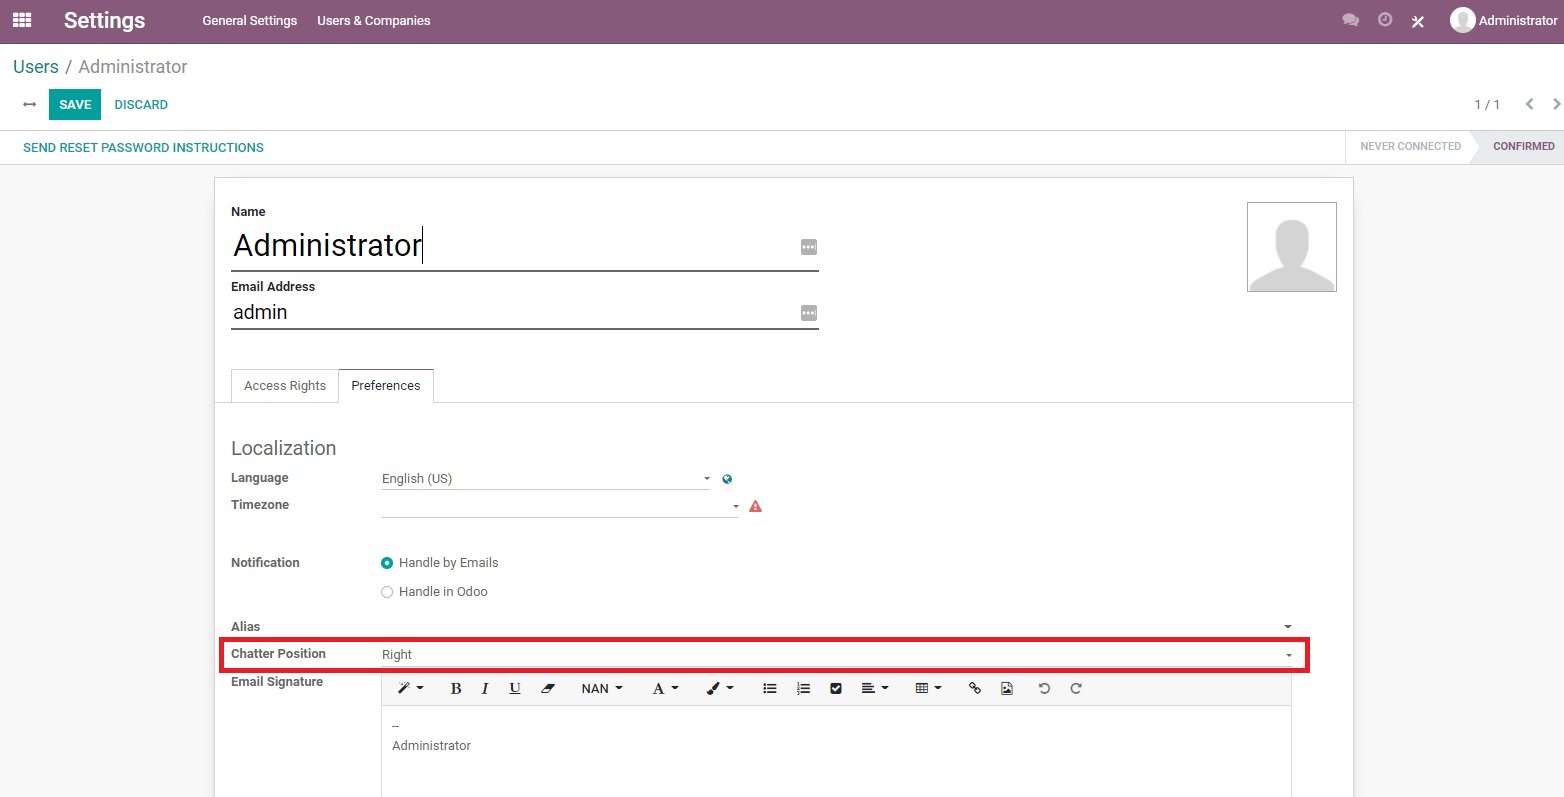 Settings General Settings Users & Companies Administrator
Users / Administrator
SAVE DISCARD 1 / 1
SEND RESET PASSWORD INSTRUCTIONS NEVER CONNECTED CONFIRMED
Name
Administrator
Email Address
admin
Access Rights Preferences
Localization
Language English (US)
Timezone
Notification Handle by Emails
Handle in Odoo
Alias
Chatter Position Right
Email Signature B I U NAN A
--
Administrator